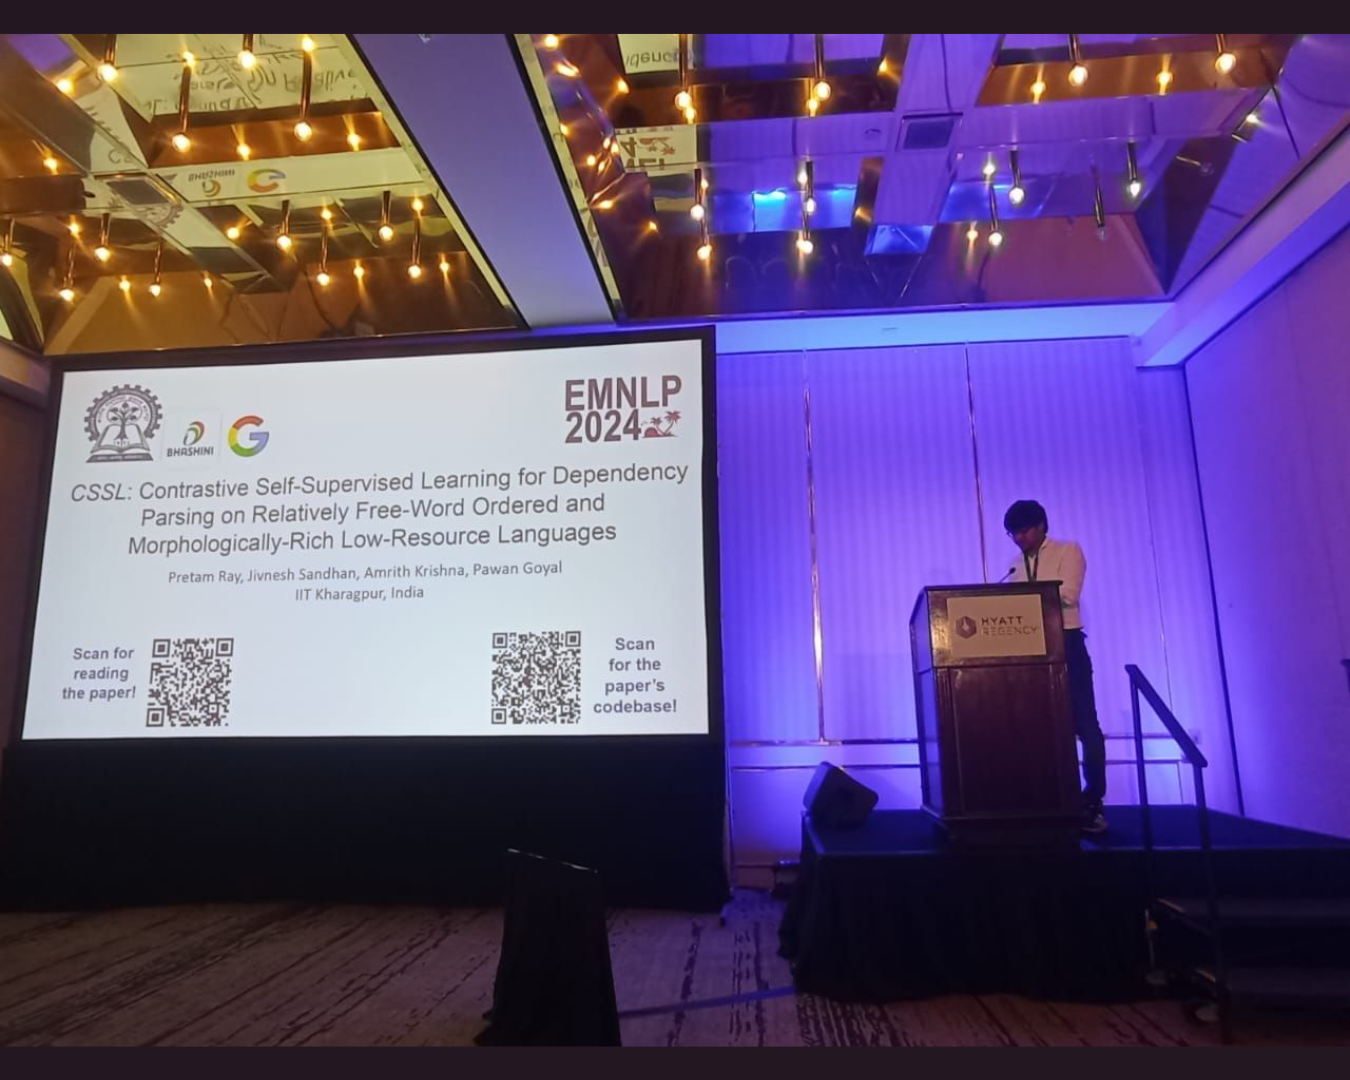 BHASHINI
EMNLP
2024
CSSL: Contrastive Self-Supervised Learning for Dependency
Parsing on Relatively Free-Word Ordered and
Morphologically-Rich Low-Resource Languages
Pretam Ray, Jivnesh Sandhan, Amrith Krishna, Pawan Goyal
IIT Kharagpur, India
Scan for
reading
the paper!
Scan
for the
paper's
codebase!
HYATT
REGENCY